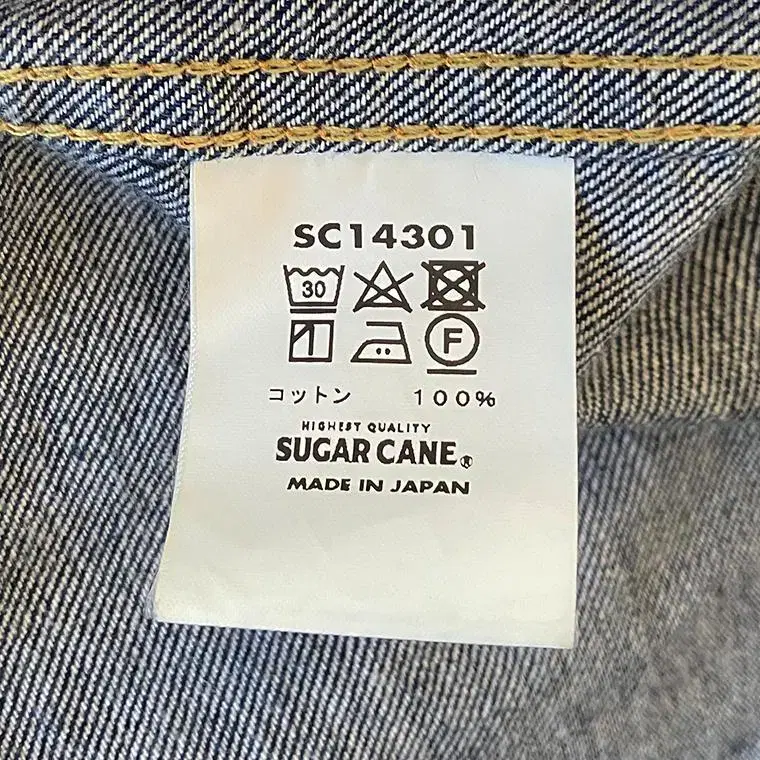 SC14301
30
F
コットン 100%
HIGHEST QUALITY
SUGAR CANE®
MADE IN JAPAN